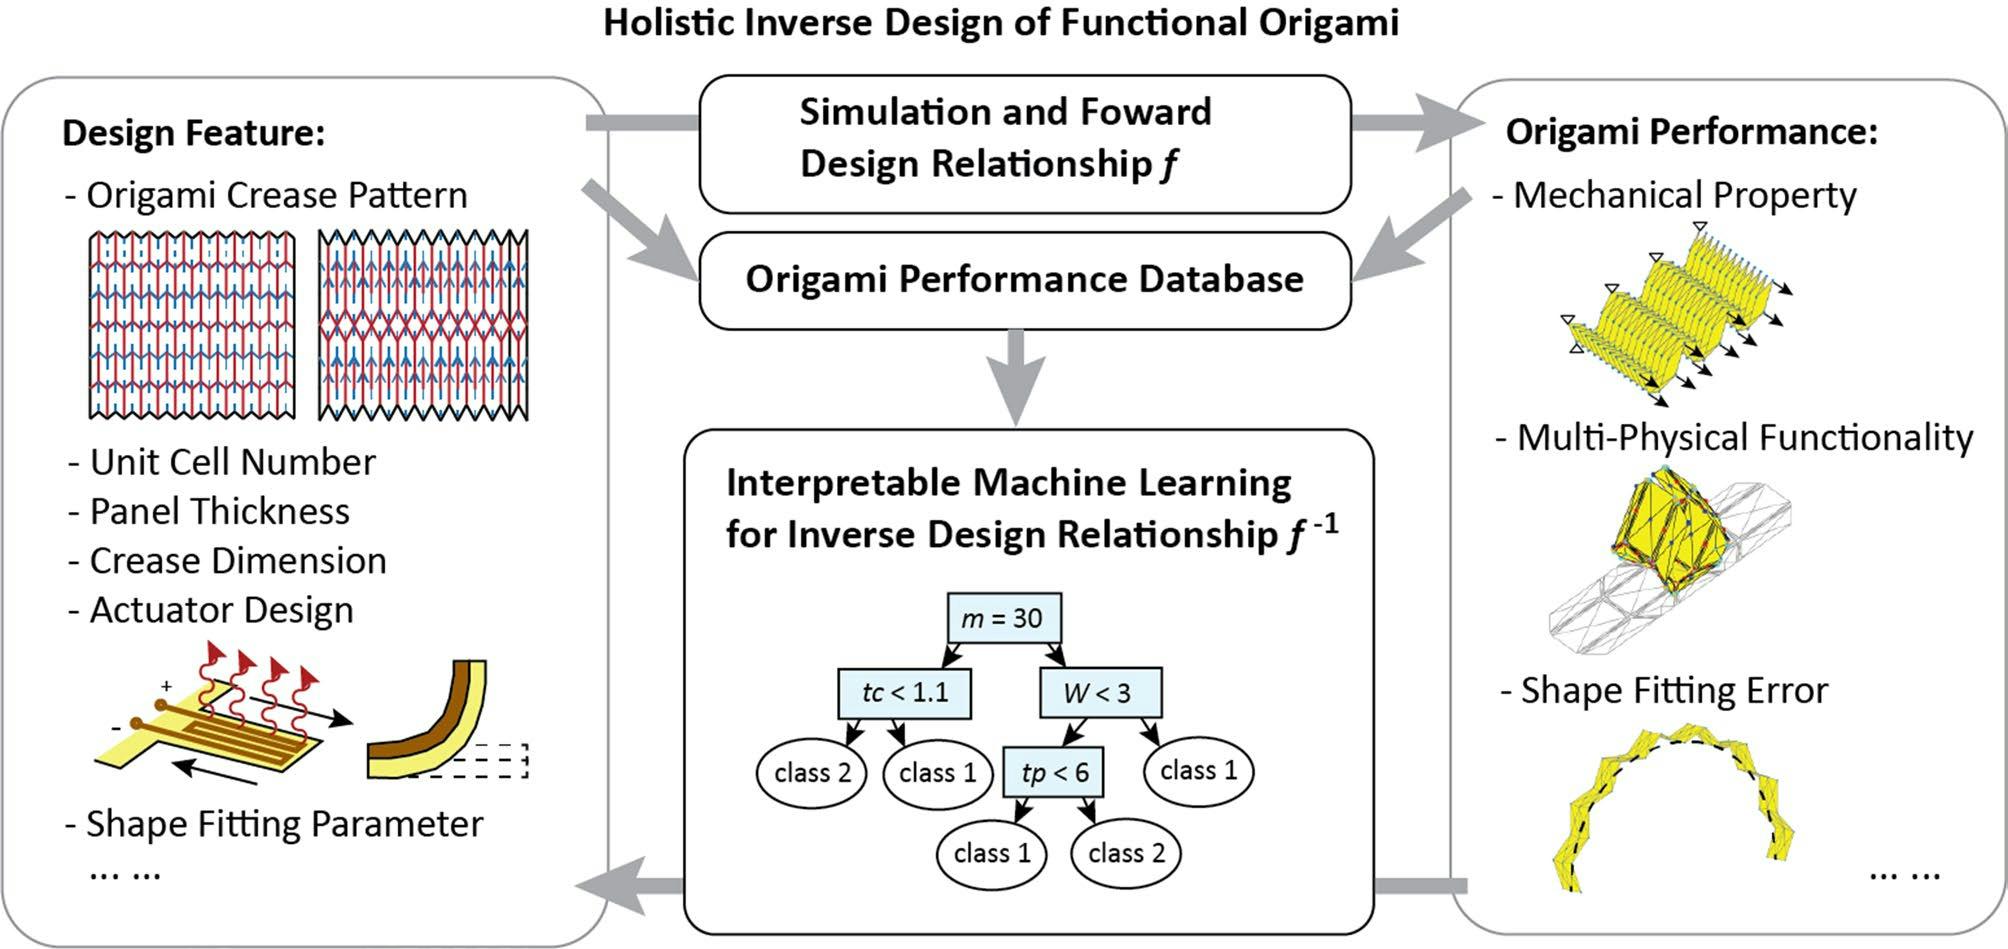 Holistic Inverse Design of Functional Origami
Design Feature:
- Origami Crease Pattern
- Unit Cell Number
- Panel Thickness
- Crease Dimension
- Actuator Design
+
-
- Shape Fitting Parameter
... ...
Simulation and Foward
Design Relationship f
Origami Performance Database
Interpretable Machine Learning
for Inverse Design Relationship f -1
m = 30
tc < 1.1
W < 3
class 2
class 1
tp < 6
class 1
class 1
class 2
Origami Performance:
- Mechanical Property
- Multi-Physical Functionality
- Shape Fitting Error
... ...